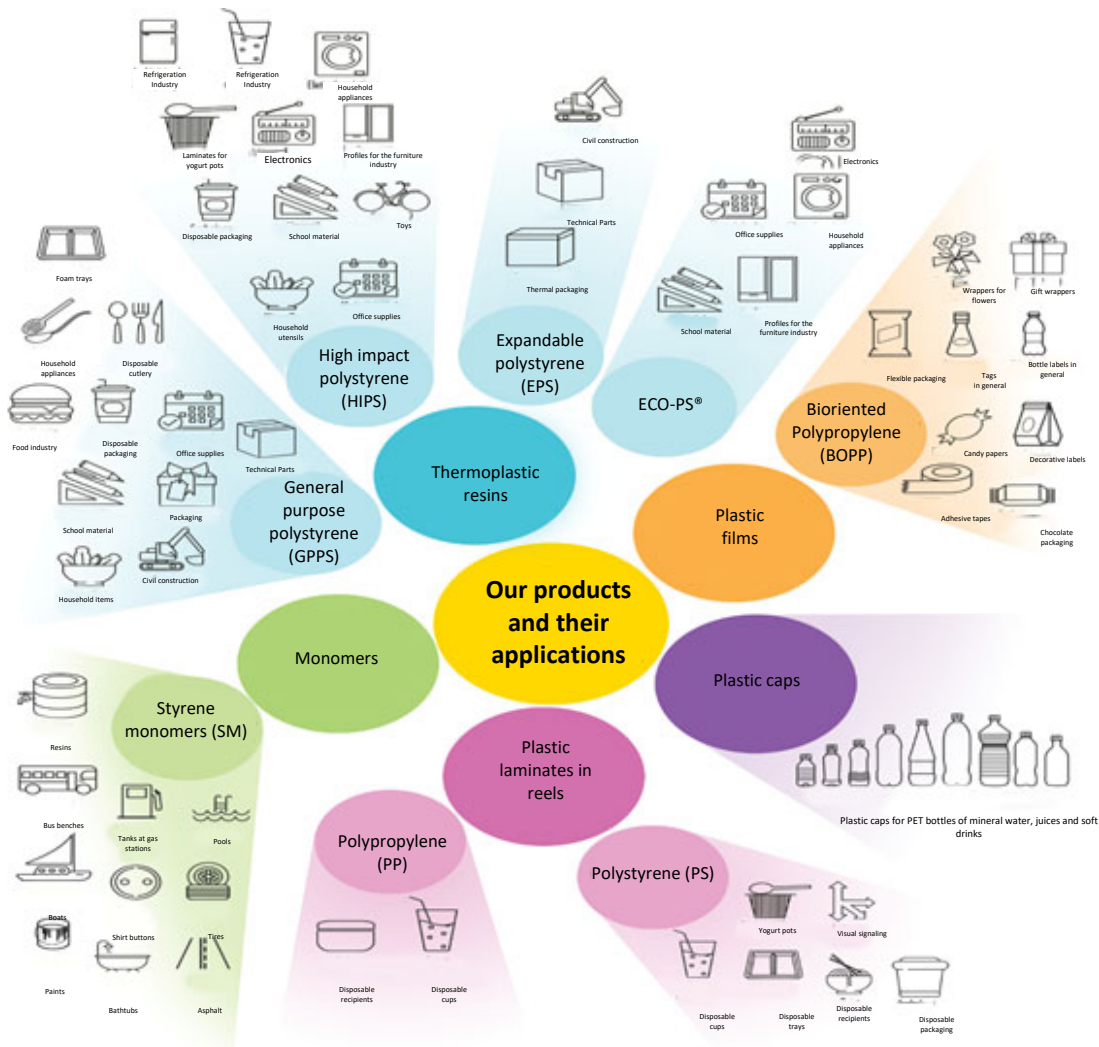 Refrigeration
Industry
Refrigeration
Industry
Household
appliances
Laminates for
yogurt pots
Electronics
Profiles for the furniture
industry
Disposable packaging
School material
Toys
Household
utensils
Office supplies
High impact
polystyrene
(HIPS)
Civil construction
Technical Parts
Thermal packaging
Expandable
polystyrene
(EPS)
Electronics
Office supplies
Household
appliances
School material
Profiles for the
furniture industry
ECO-PS®
Wrappers for
flowers
Gift wrappers
Flexible packaging
Tags
in general
Bottle labels in
general
Candy papers
Decorative labels
Adhesive tapes
Chocolate
packaging
Bioriented
Polypropylene
(BOPP)
Foam trays
Household
appliances
Disposable
cutlery
Food industry
Disposable
packaging
Office supplies
Technical Parts
School material
Packaging
Household items
Civil construction
General
purpose
polystyrene
(GPPS)
Thermoplastic
resins
Plastic
films
Our products
and their
applications
Monomers
Plastic caps
Plastic
laminates in
reels
Styrene
monomers (SM)
Resins
Bus benches
Tanks at gas
stations
Pools
Boats
Shirt buttons
Tires
Paints
Bathtubs
Asphalt
Polypropylene
(PP)
Disposable
recipients
Disposable
cups
Polystyrene (PS)
Yogurt pots
Visual signaling
Disposable
cups
Disposable
trays
Disposable
recipients
Disposable
packaging
Plastic caps for PET bottles of mineral water, juices and soft
drinks